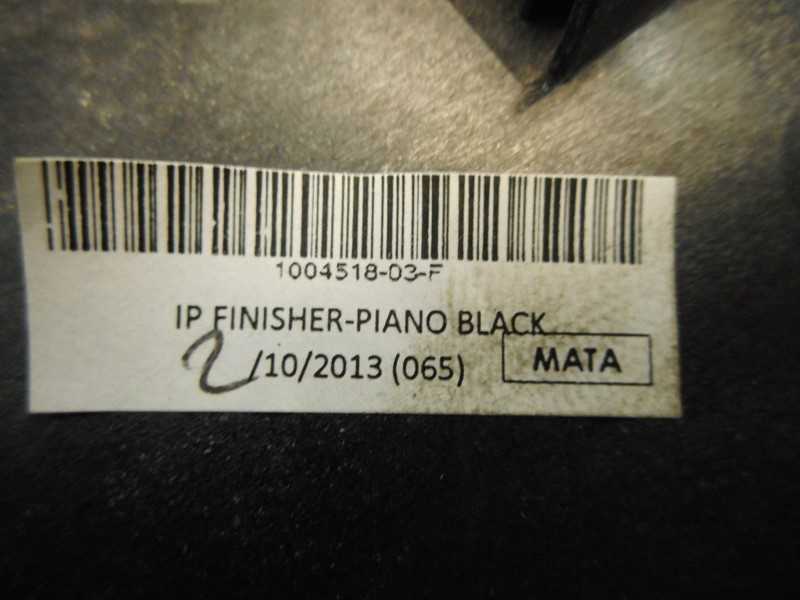 1004518-03-F
IP FINISHER-PIANO BLACK
2/10/2013 (065)
MATA